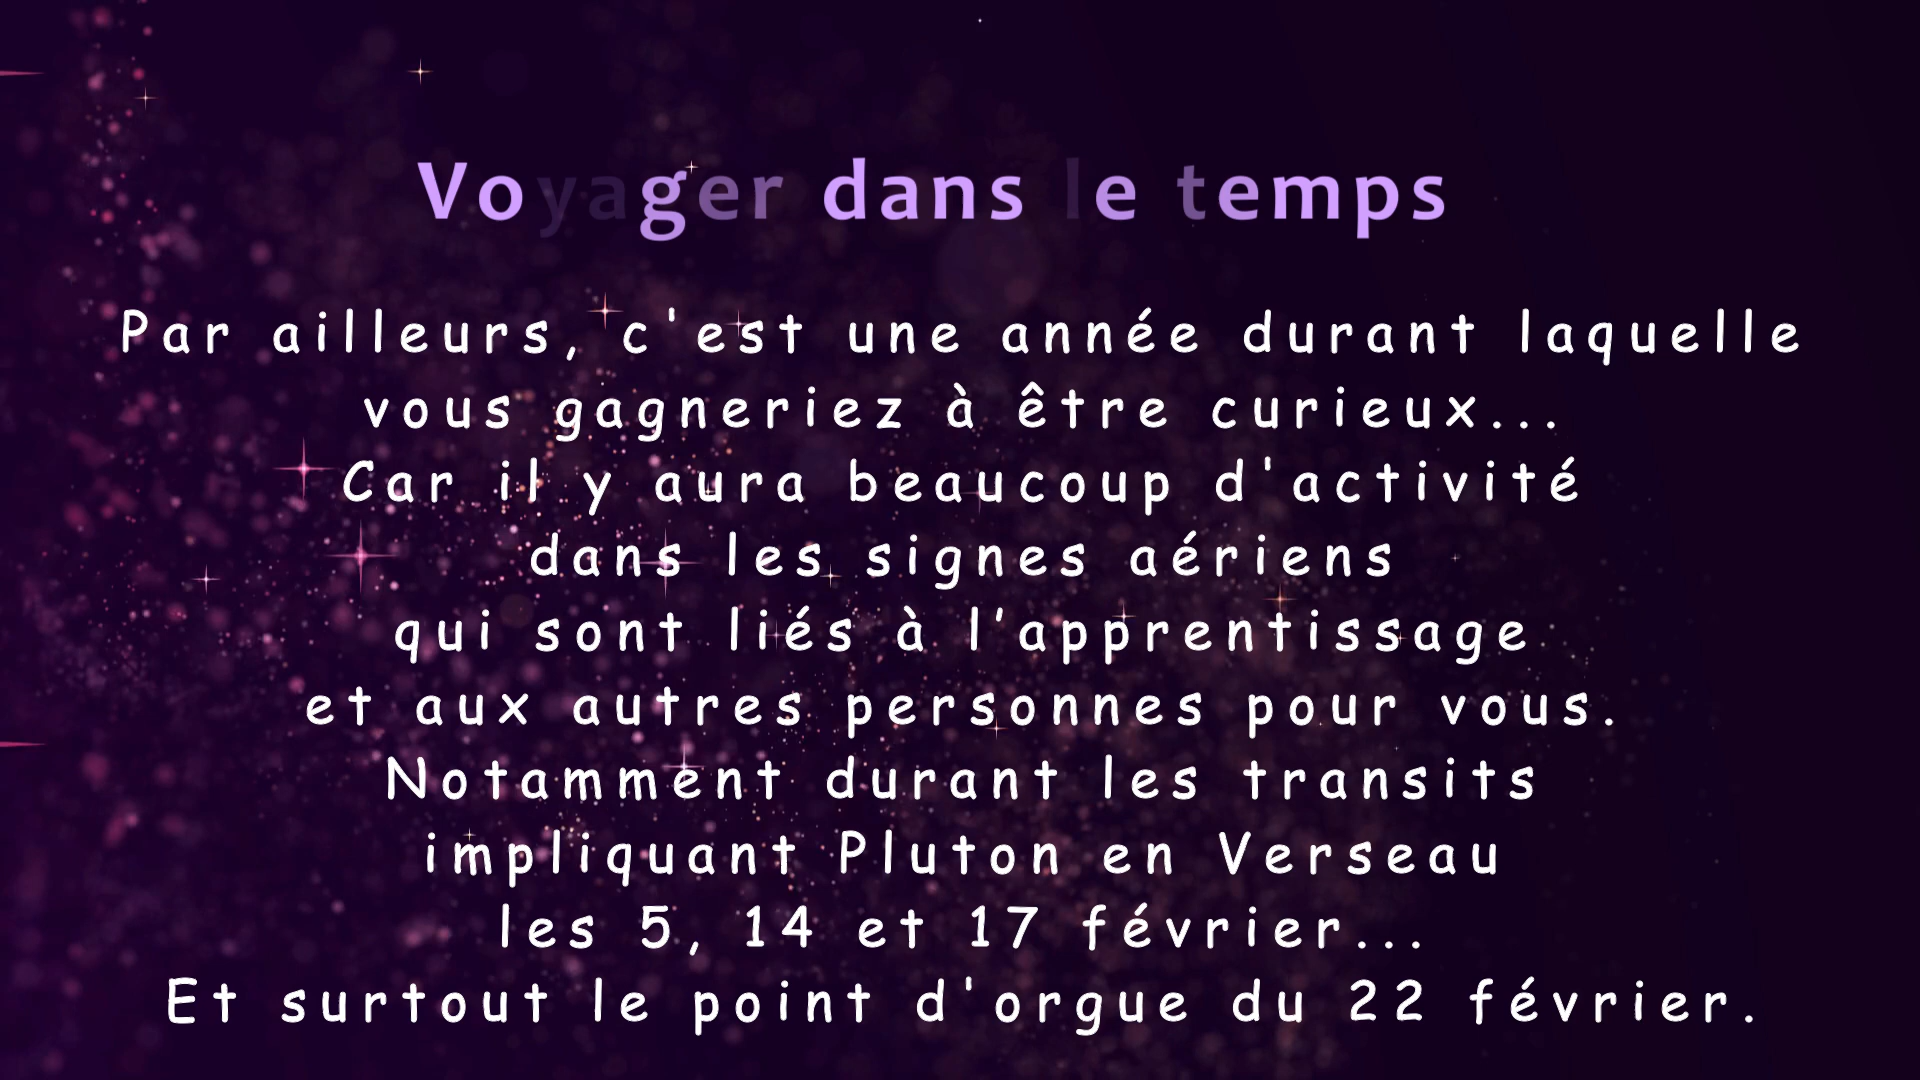 Voyager dans le temps
Par ailleurs, c'est une année durant laquelle
vous gagneriez à être curieux...
Car il y aura beaucoup d'activité
dans les signes aériens
qui sont liés à l’apprentissage
et aux autres personnes pour vous.
Notamment durant les transits
impliquant Pluton en Verseau
les 5, 14 et 17 février...
Et surtout le point d'orgue du 22 février.